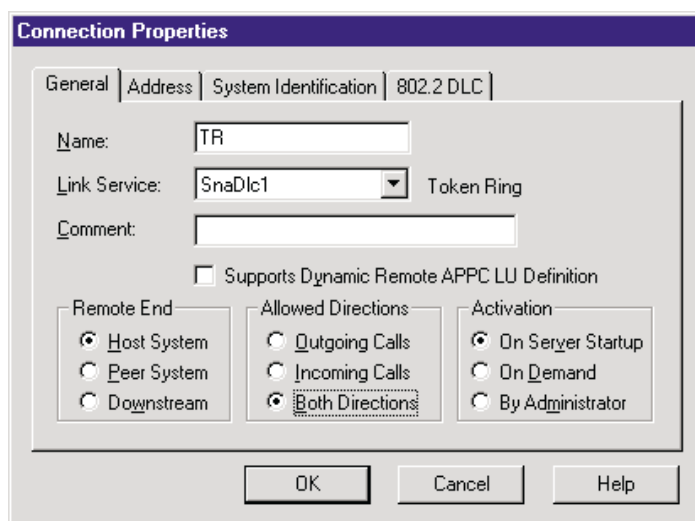 Connection Properties
General Address System Identification 802.2 DLC
Name: TR
Link Service: SnaDlc1 Token Ring
Comment:
Supports Dynamic Remote APPC LU Definition
Remote End Allowed Directions Activation
Host System Outgoing Calls On Server Startup
Peer System Incoming Calls On Demand
Downstream Both Directions By Administrator
OK Cancel Help